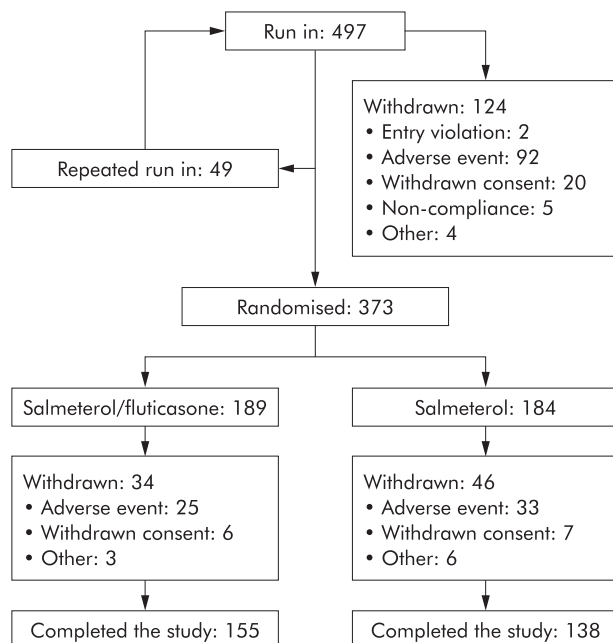 Run in: 497
Withdrawn: 124
• Entry violation: 2
• Adverse event: 92
• Withdrawn consent: 20
• Non-compliance: 5
• Other: 4
Repeated run in: 49
Randomised: 373
Salmeterol/fluticasone: 189
Salmeterol: 184
Withdrawn: 34
• Adverse event: 25
• Withdrawn consent: 6
• Other: 3
Withdrawn: 46
• Adverse event: 33
• Withdrawn consent: 7
• Other: 6
Completed the study: 155
Completed the study: 138